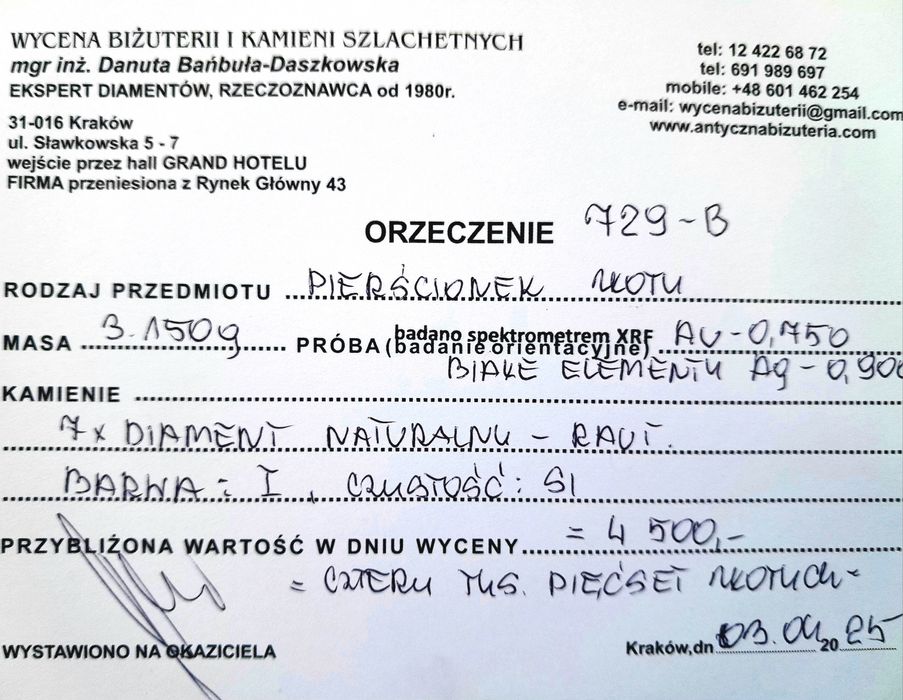 WYCENA BIŻUTERII I KAMIENI SZLACHETNYCH
mgr inż. Danuta Bańbuła-Daszkowska
EKSPERT DIAMENTÓW, RZECZOZNAWCA od 1980r.
31-016 Kraków
ul. Sławkowska 5 - 7
wejście przez hall GRAND HOTELU
FIRMA przeniesiona z Rynek Główny 43
tel: 12 422 68 72
tel: 691 989 697
mobile: +48 601 462 254
e-mail: wycenabizuterii@gmail.com
www.antycznabizuteria.com
ORZECZENIE 729-B
RODZAJ PRZEDMIOTU PIERŚCIONEK ZŁOTY
MASA 3.150g PRÓBA (badano spektrometrem XRF Au-0,750
(badanie orientacyjne)
BIAŁE ELEMENTY Ag-0,900
KAMIENIE
7x DIAMENT NATURALNY - RAUT.
BARWA: I, CZYSTOŚĆ: SI
PRZYBLIŻONA WARTOŚĆ W DNIU WYCENY = 4 500,-
= CZTERY TYS. PIĘĆSET ZŁOTYCH -
WYSTAWIONO NA OKAZICIELA
Kraków,dn 03.04. 2025